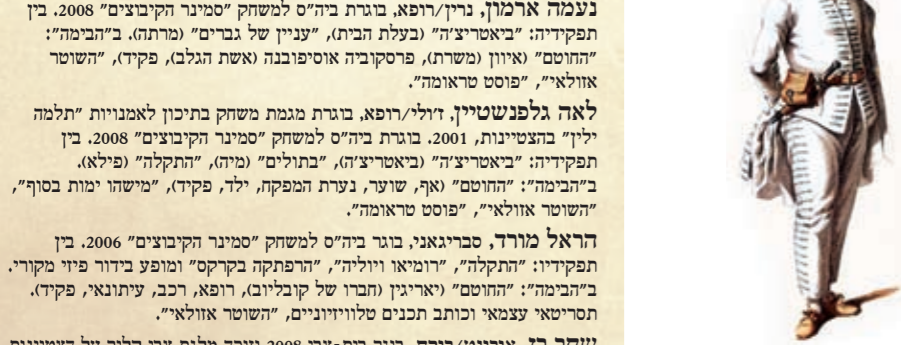 נעמה ארמון, נרין/רופא, בוגרת ביה״ס למשחק ״סמינר הקיבוצים״ 2008. בין
תפקידיה: ״ביאטריצ׳ה״ (בעלת הבית), ״עניין של גברים״ (מרתה). ב״הבימה״:
״החוטם״ (איוון (משרת), פרסקוביה אוסיפובנה (אשת הגלב), פקיד), ״השוטר
אזולאי״, ״פוסט טראומה״.
לאה גלפנשטיין, ז׳ולי/רופא, בוגרת מגמת משחק בתיכון לאמנויות ״תלמה
ילין״ בהצטיינות, 2001. בוגרת ביה״ס למשחק ״סמינר הקיבוצים״ 2008. בין
תפקידיה: ״ביאטריצ׳ה״ (ביאטריצ׳ה), ״בתולים״ (מיה), ״התקלה״ (פילא).
ב״הבימה״: ״החוטם״ (אף, שוער, נערת המפקח, ילד, פקיד), ״מישהו ימות בסוף״,
״השוטר אזולאי״, ״פוסט טראומה״.
הראל מורד, סבריגאני, בוגר ביה״ס למשחק ״סמינר הקיבוצים״ 2006. בין
תפקידיו: ״התקלה״, ״רומיאו ויוליה״, ״הרפתקה בקרקס״ ומופע בידור פיזי מקורי.
ב״הבימה״: ״החוטם״ (יאריגין (חברו של קובליוב), רופא, רכב, עיתונאי, פקיד).
תסריטאי עצמאי וכותב תכנים טלוויזיוניים, ״השוטר אזולאי״.